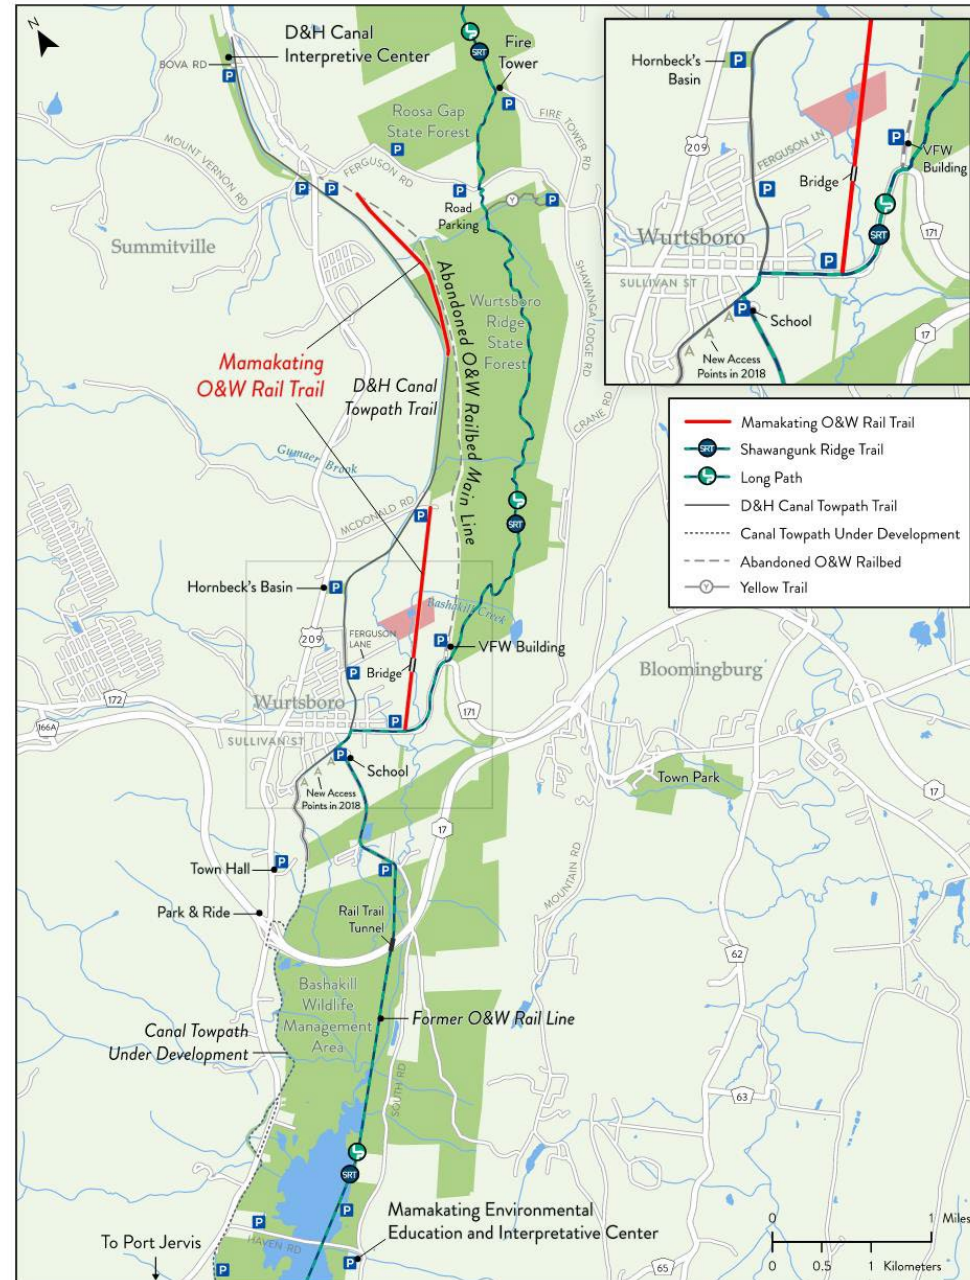 N
D&H Canal
Interpretive Center
BOVA RD
P
SRT
Fire
Tower
P
Roosa Gap
State Forest
P
FIRE TOWER RD
MOUNT VERNON RD
FERGUSON RD
P
P
P
Road
Parking
Y
P
Summitville
Abandoned O&W Railbed Main Line
Wurtsboro
Ridge
State
Forest
SHAWANGA LODGE RD
Mamakating
O&W Rail Trail
D&H Canal
Towpath Trail
CRANE RD
Gumaer Brook
MCDONALD RD
P
SRT
Hornbeck's Basin
P
209
FERGUSON
LANE
Bashakill Creek
P
VFW Building
Bridge
P
Wurtsboro
Bloomingburg
172
166A
171
P
SULLIVAN ST
P
School
A
A
A
New Access
Points in 2018
Town Park
17
17
Town Hall
P
P
MOUNTAIN RD
Park & Ride
Rail Trail
Tunnel
62
Bashakill
Wildlife
Management
Area
Former O&W Rail Line
Canal Towpath
Under Development
SOUTH RD
63
SRT
P
Mamakating Environmental
Education and Interpretative Center
P
HAVEN RD
P
To Port Jervis
P
65
0 1 Miles
0 0.5 1 Kilometers
Hornbeck's
Basin
P
209
FERGUSON LN
P
VFW
Building
Bridge
P
Wurtsboro
SRT
171
P
SULLIVAN ST
P
School
A
A
A
New Access
Points in 2018
17
Mamakating O&W Rail Trail
SRT Shawangunk Ridge Trail
Long Path
D&H Canal Towpath Trail
Canal Towpath Under Development
Abandoned O&W Railbed
Y Yellow Trail